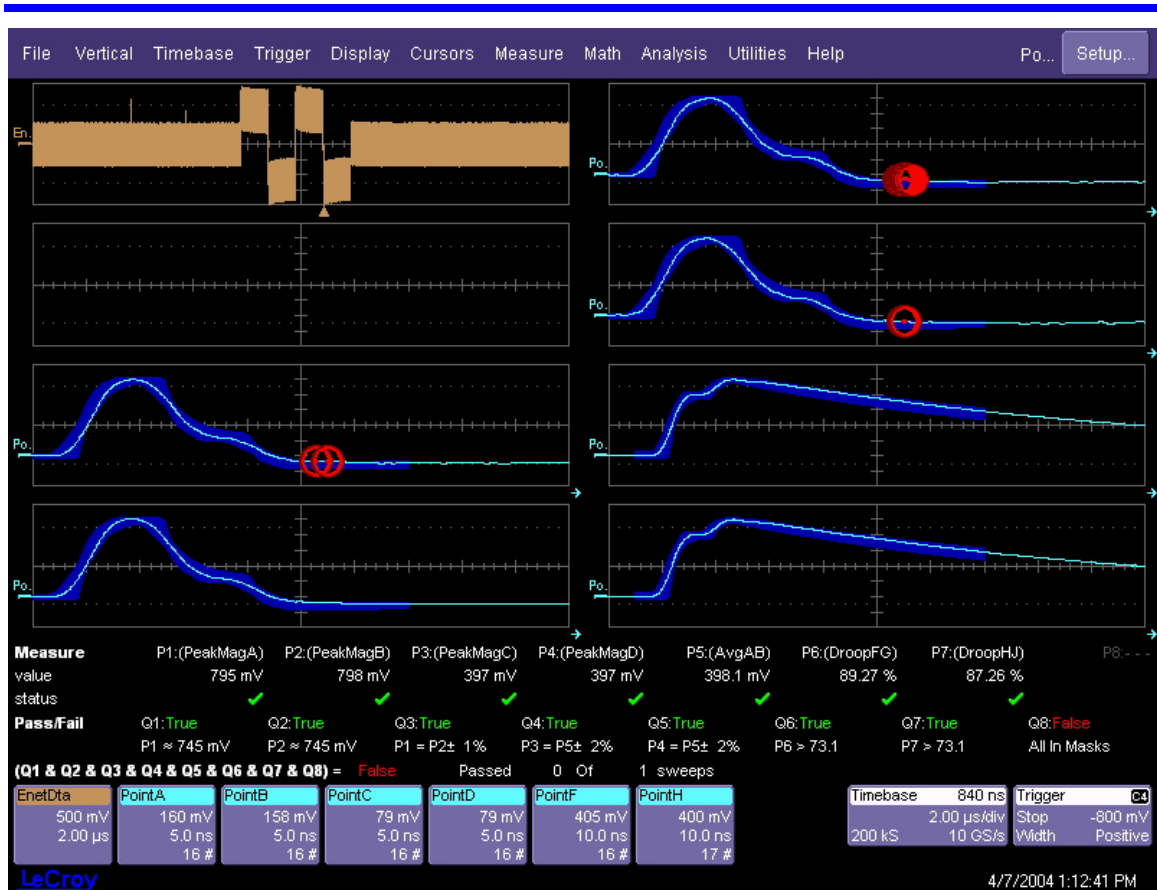 File Vertical Timebase Trigger Display Cursors Measure Math Analysis Utilities Help Po... Setup...
En.
Po.
Po.
Po.
Po.
Po.
Po.
Measure P1:(PeakMagA) P2:(PeakMagB) P3:(PeakMagC) P4:(PeakMagD) P5:(AvgAB) P6:(DroopFG) P7:(DroopHJ) P8:- - -
value 795 mV 798 mV 397 mV 397 mV 398.1 mV 89.27 % 87.26 %
status
Pass/Fail Q1:True Q2:True Q3:True Q4:True Q5:True Q6:True Q7:True Q8:False
P1 ≈ 745 mV P2 ≈ 745 mV P1 = P2± 1% P3 = P5± 2% P4 = P5± 2% P6 > 73.1 P7 > 73.1 All In Masks
(Q1 & Q2 & Q3 & Q4 & Q5 & Q6 & Q7 & Q8) = False Passed 0 Of 1 sweeps
EnetDta PointA PointB PointC PointD PointF PointH Timebase 840 ns Trigger C4
500 mV 160 mV 158 mV 79 mV 79 mV 405 mV 400 mV 2.00 µs/div Stop -800 mV
2.00 µs 5.0 ns 5.0 ns 5.0 ns 5.0 ns 10.0 ns 10.0 ns 200 kS 10 GS/s Width Positive
16 # 16 # 16 # 16 # 16 # 17 #
LeCroy 4/7/2004 1:12:41 PM